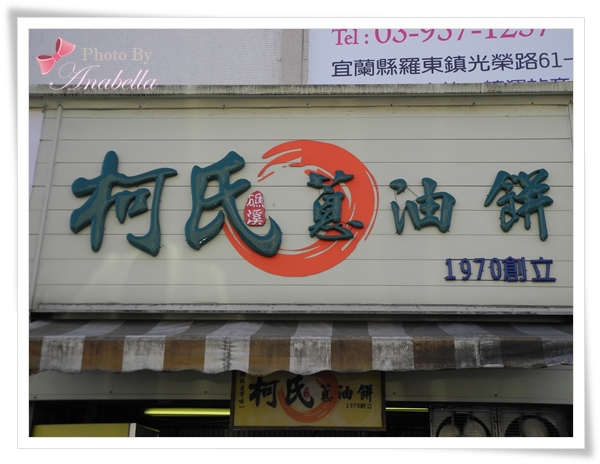 Photo By
Anabella
Tel : 03-957-1257
宜蘭縣羅東鎮光榮路61-
柯氏蔥油餅
礁溪
1970創立
柯氏蔥油餅
1970創立